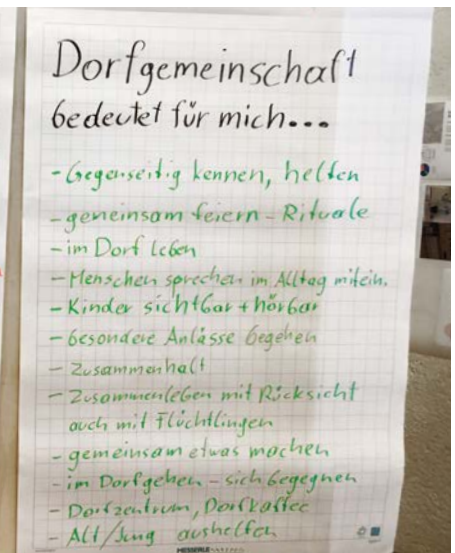 Dorfgemeinschaft
bedeutet für mich...
- Gegenseitig kennen, helfen
- gemeinsam feiern - Rituale
- im Dorf leben
- Menschen sprechen im Alltag mitein.
- Kinder sichtbar + hörbar
- besondere Anlässe begehen
- Zusammenhalt
- Zusammenleben mit Rücksicht
auch mit Flüchtlingen
- gemeinsam etwas machen
- im Dorf gehen - sich begegnen
- Dorfzentrum, Dorfkaffee
- Alt/Jung aushelfen